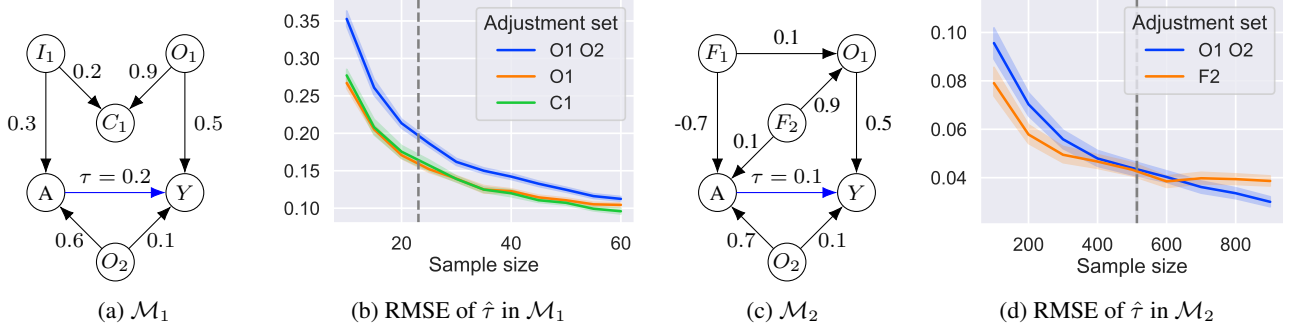 I₁
O₁
0.2
0.9
C₁
0.3
0.5
A
τ = 0.2
Y
0.6
0.1
O₂
(a) ℳ₁
0.35
0.30
0.25
0.20
0.15
0.10
Adjustment set
O1 O2
O1
C1
20
40
60
Sample size
(b) RMSE of τ̂ in ℳ₁
F₁
0.1
O₁
0.9
F₂
-0.7
0.1
0.5
A
τ = 0.1
Y
0.7
0.1
O₂
(c) ℳ₂
0.10
0.08
0.06
0.04
Adjustment set
O1 O2
F2
200
400
600
800
Sample size
(d) RMSE of τ̂ in ℳ₂